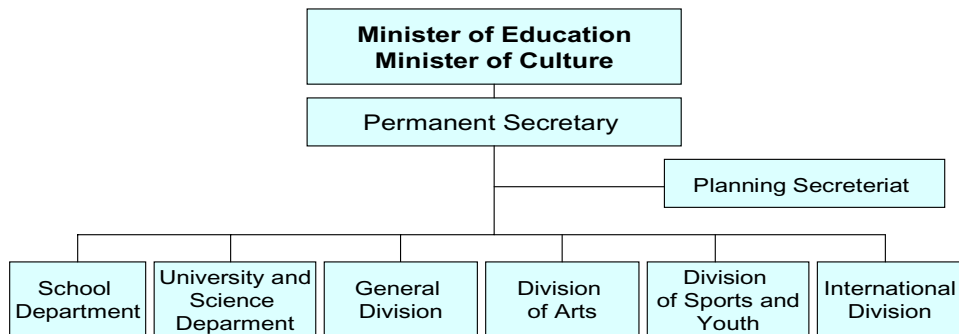 Minister of Education
Minister of Culture
Permanent Secretary
Planning Secreteriat
School
Department
University and
Science
Deparment
General
Division
Division
of Arts
Division
of Sports and
Youth
International
Division